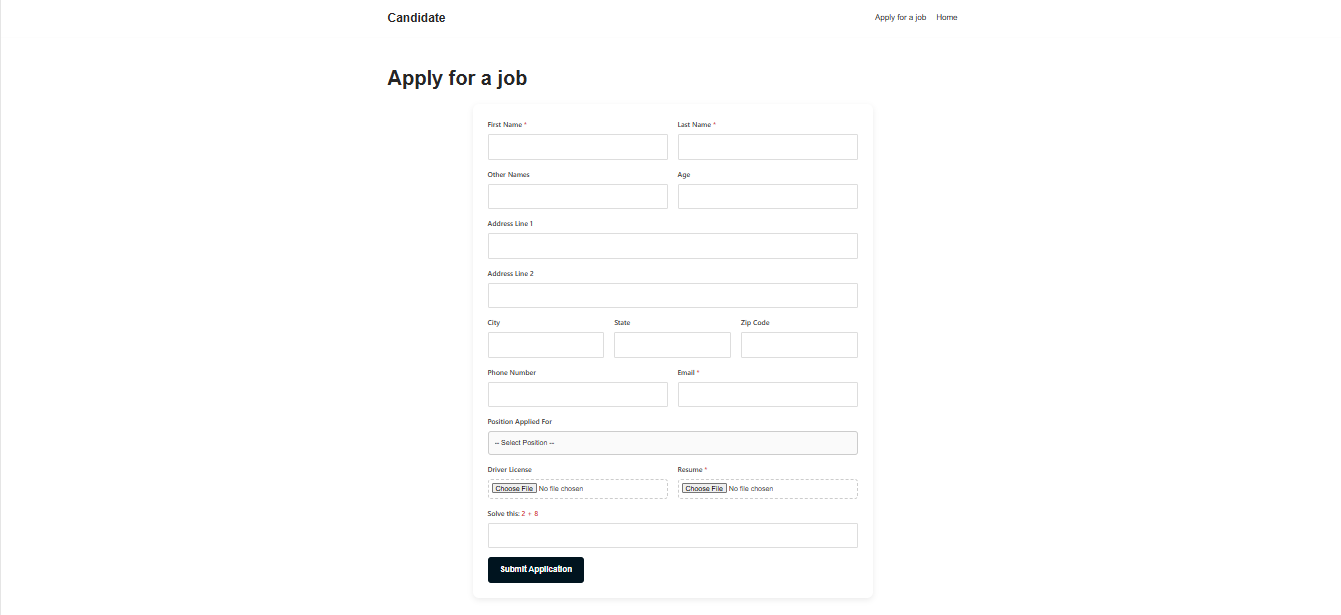 Candidate
Apply for a job Home
Apply for a job
First Name * Last Name *
Other Names Age
Address Line 1
Address Line 2
City State Zip Code
Phone Number Email *
Position Applied For
-- Select Position --
Driver License Resume *
Choose File No file chosen Choose File No file chosen
Solve this: 2 + 8
Submit Application